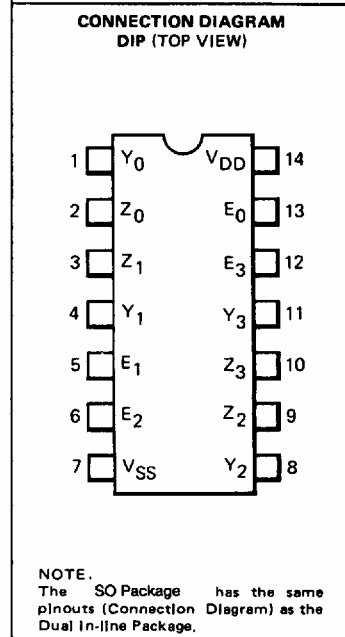 CONNECTION DIAGRAM
DIP (TOP VIEW)
1 Y0 VDD 14
2 Z0 E0 13
3 Z1 E3 12
4 Y1 Y3 11
5 E1 Z3 10
6 E2 Z2 9
7 VSS Y2 8
NOTE.
The SO Package has the same
pinouts (Connection Diagram) as the
Dual In-line Package.